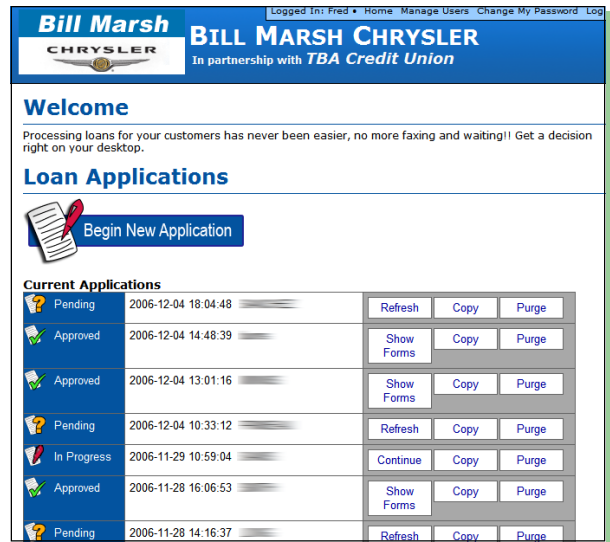 Logged In: Fred • Home Manage Users Change My Password Log
Bill Marsh
CHRYSLER
BILL MARSH CHRYSLER
In partnership with TBA Credit Union
Welcome
Processing loans for your customers has never been easier, no more faxing and waiting!! Get a decision
right on your desktop.
Loan Applications
Begin New Application
Current Applications
Pending 2006-12-04 18:04:48 Refresh Copy Purge
Approved 2006-12-04 14:48:39 Show Forms Copy Purge
Approved 2006-12-04 13:01:16 Show Forms Copy Purge
Pending 2006-12-04 10:33:12 Refresh Copy Purge
In Progress 2006-11-29 10:59:04 Continue Copy Purge
Approved 2006-11-28 16:06:53 Show Forms Copy Purge
Pending 2006-11-28 14:16:37 Refresh Copy Purge